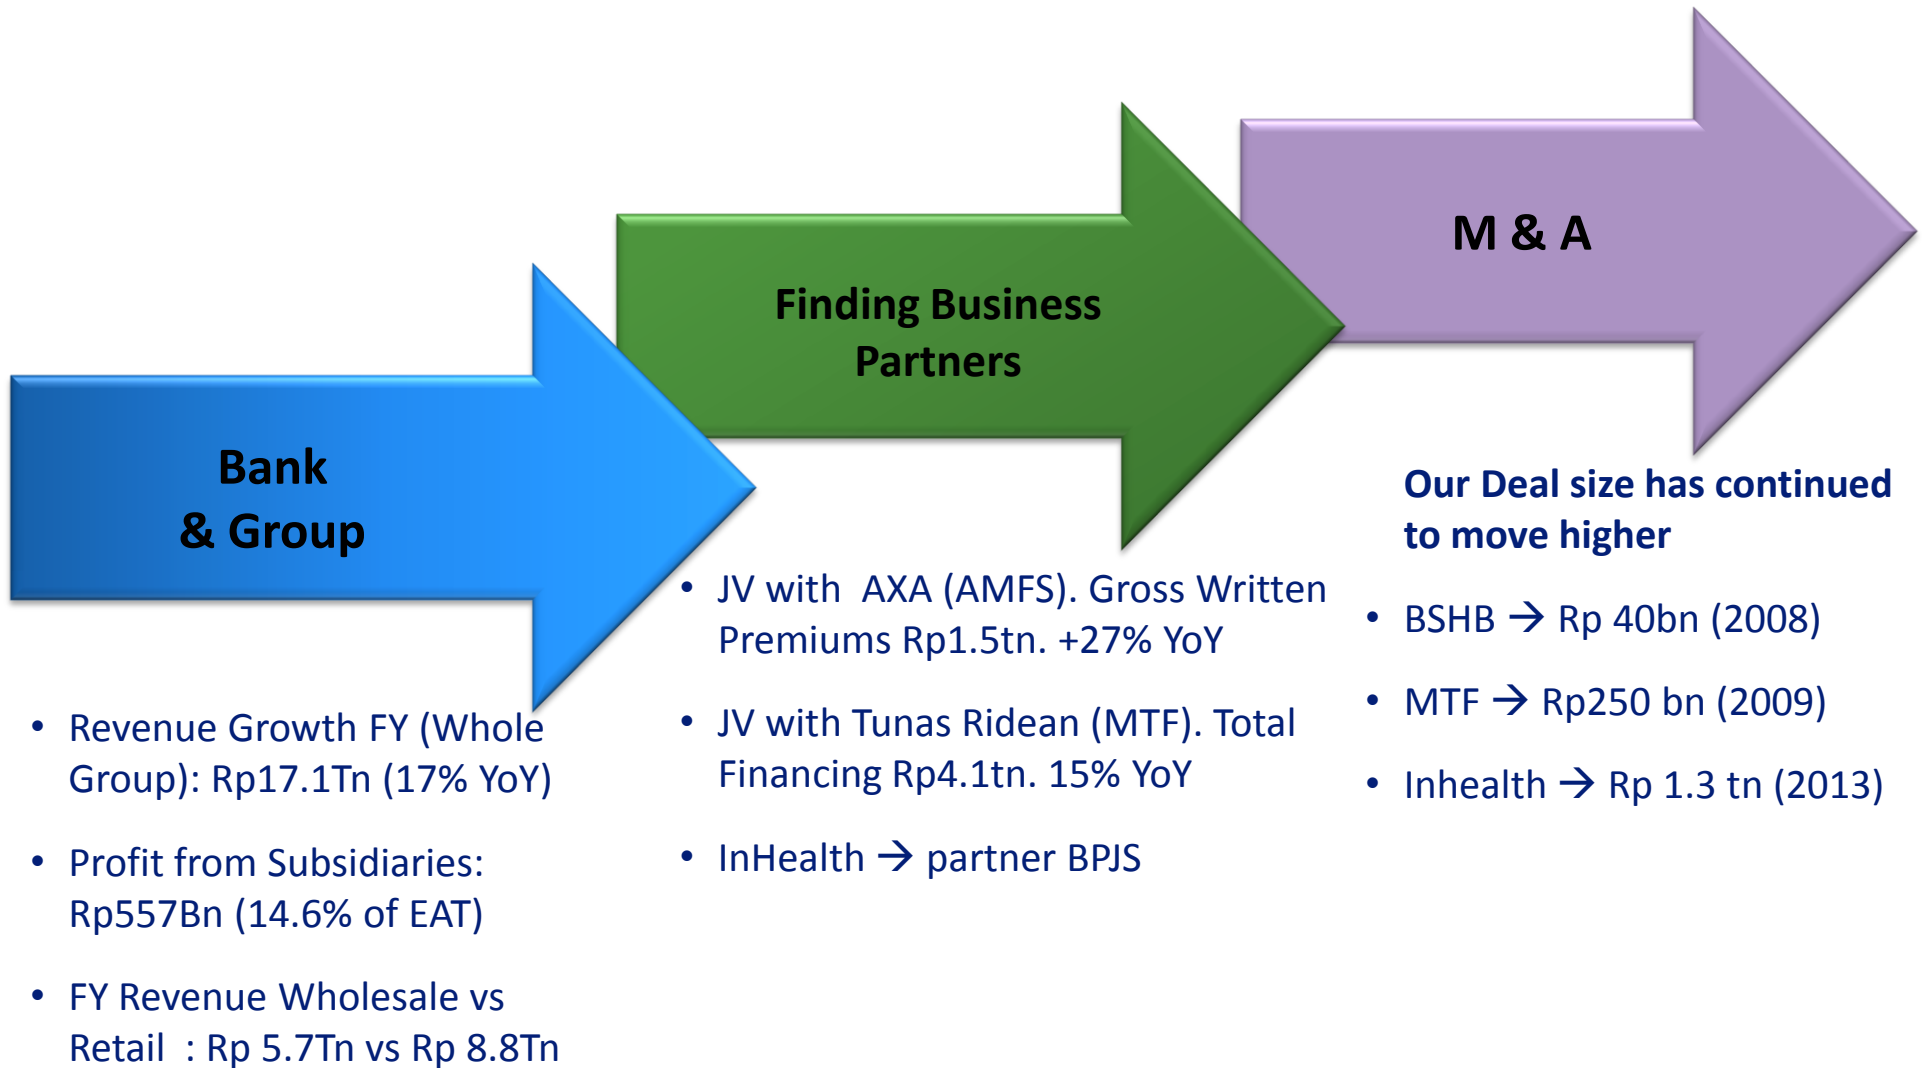 Bank
& Group
• Revenue Growth FY (Whole
Group): Rp17.1Tn (17% YoY)
• Profit from Subsidiaries:
Rp557Bn (14.6% of EAT)
• FY Revenue Wholesale vs
Retail : Rp 5.7Tn vs Rp 8.8Tn
Finding Business
Partners
• JV with AXA (AMFS). Gross Written
Premiums Rp1.5tn. +27% YoY
• JV with Tunas Ridean (MTF). Total
Financing Rp4.1tn. 15% YoY
• InHealth → partner BPJS
M & A
Our Deal size has continued
to move higher
• BSHB → Rp 40bn (2008)
• MTF → Rp250 bn (2009)
• Inhealth → Rp 1.3 tn (2013)